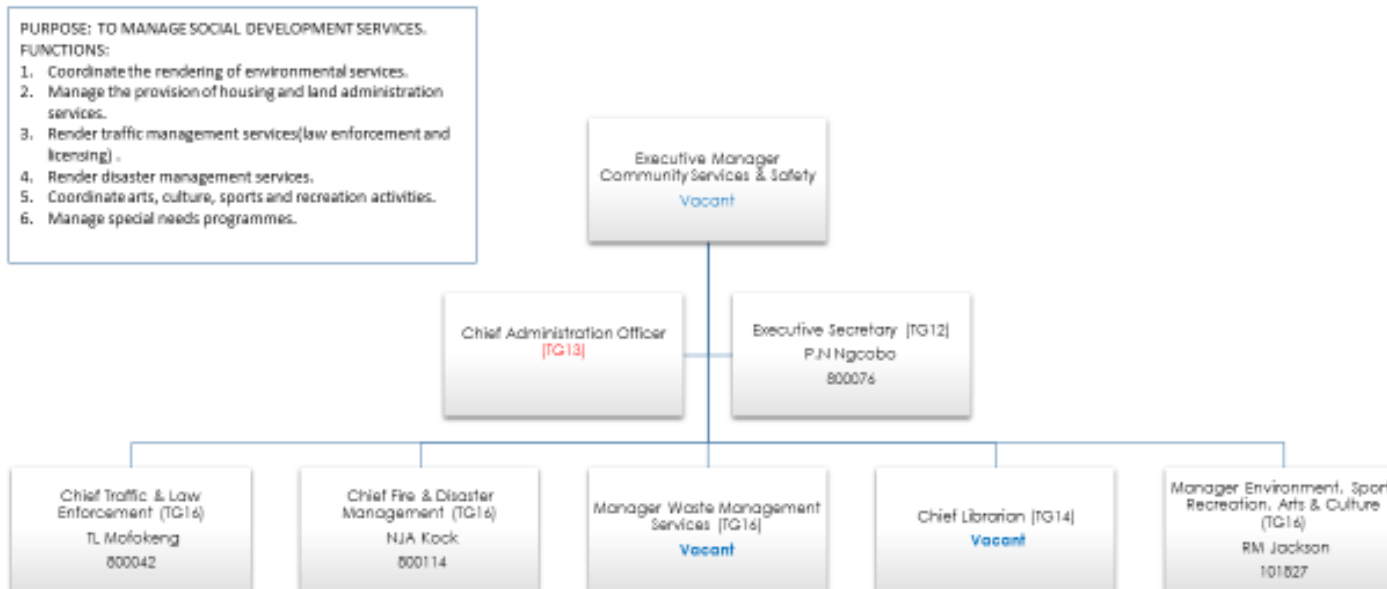 PURPOSE: TO MANAGE SOCIAL DEVELOPMENT SERVICES.
FUNCTIONS:
1. Coordinate the rendering of environmental services.
2. Manage the provision of housing and land administration
services.
3. Render traffic management services(law enforcement and
licensing) .
4. Render disaster management services.
5. Coordinate arts, culture, sports and recreation activities.
6. Manage special needs programmes.
Executive Manager
Community Services & Safety
Vacant
Chief Administration Officer
(TG13)
Executive Secretary (TG12)
P.N Ngcobo
800076
Chief Traffic & Law
Enforcement (TG16)
TL Mofokeng
800042
Chief Fire & Disaster
Management (TG16)
NJA Kock
800114
Manager Waste Management
Services (TG16)
Vacant
Chief Librarian (TG14)
Vacant
Manager Environment, Sport
Recreation, Arts & Culture
(TG16)
RM Jackson
101827